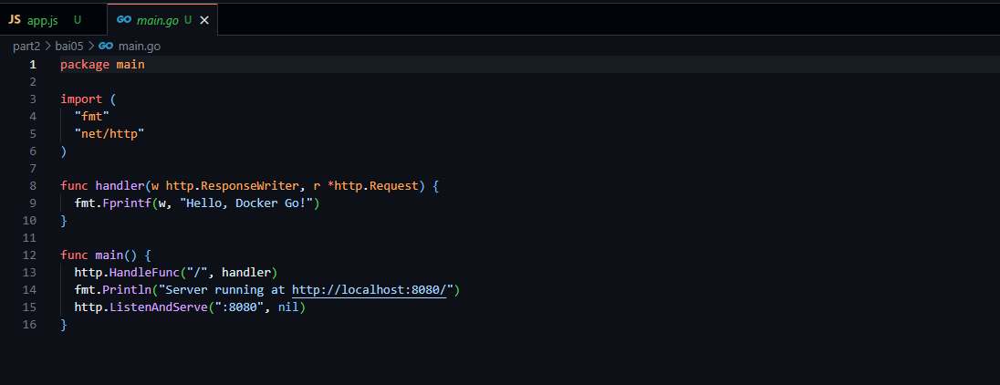 JS app.js U GO main.go U ×
part2 > bai05 > GO main.go
1 package main
2
3 import (
4 "fmt"
5 "net/http"
6 )
7
8 func handler(w http.ResponseWriter, r *http.Request) {
9 fmt.Fprintf(w, "Hello, Docker Go!")
10 }
11
12 func main() {
13 http.HandleFunc("/", handler)
14 fmt.Println("Server running at http://localhost:8080/")
15 http.ListenAndServe(":8080", nil)
16 }